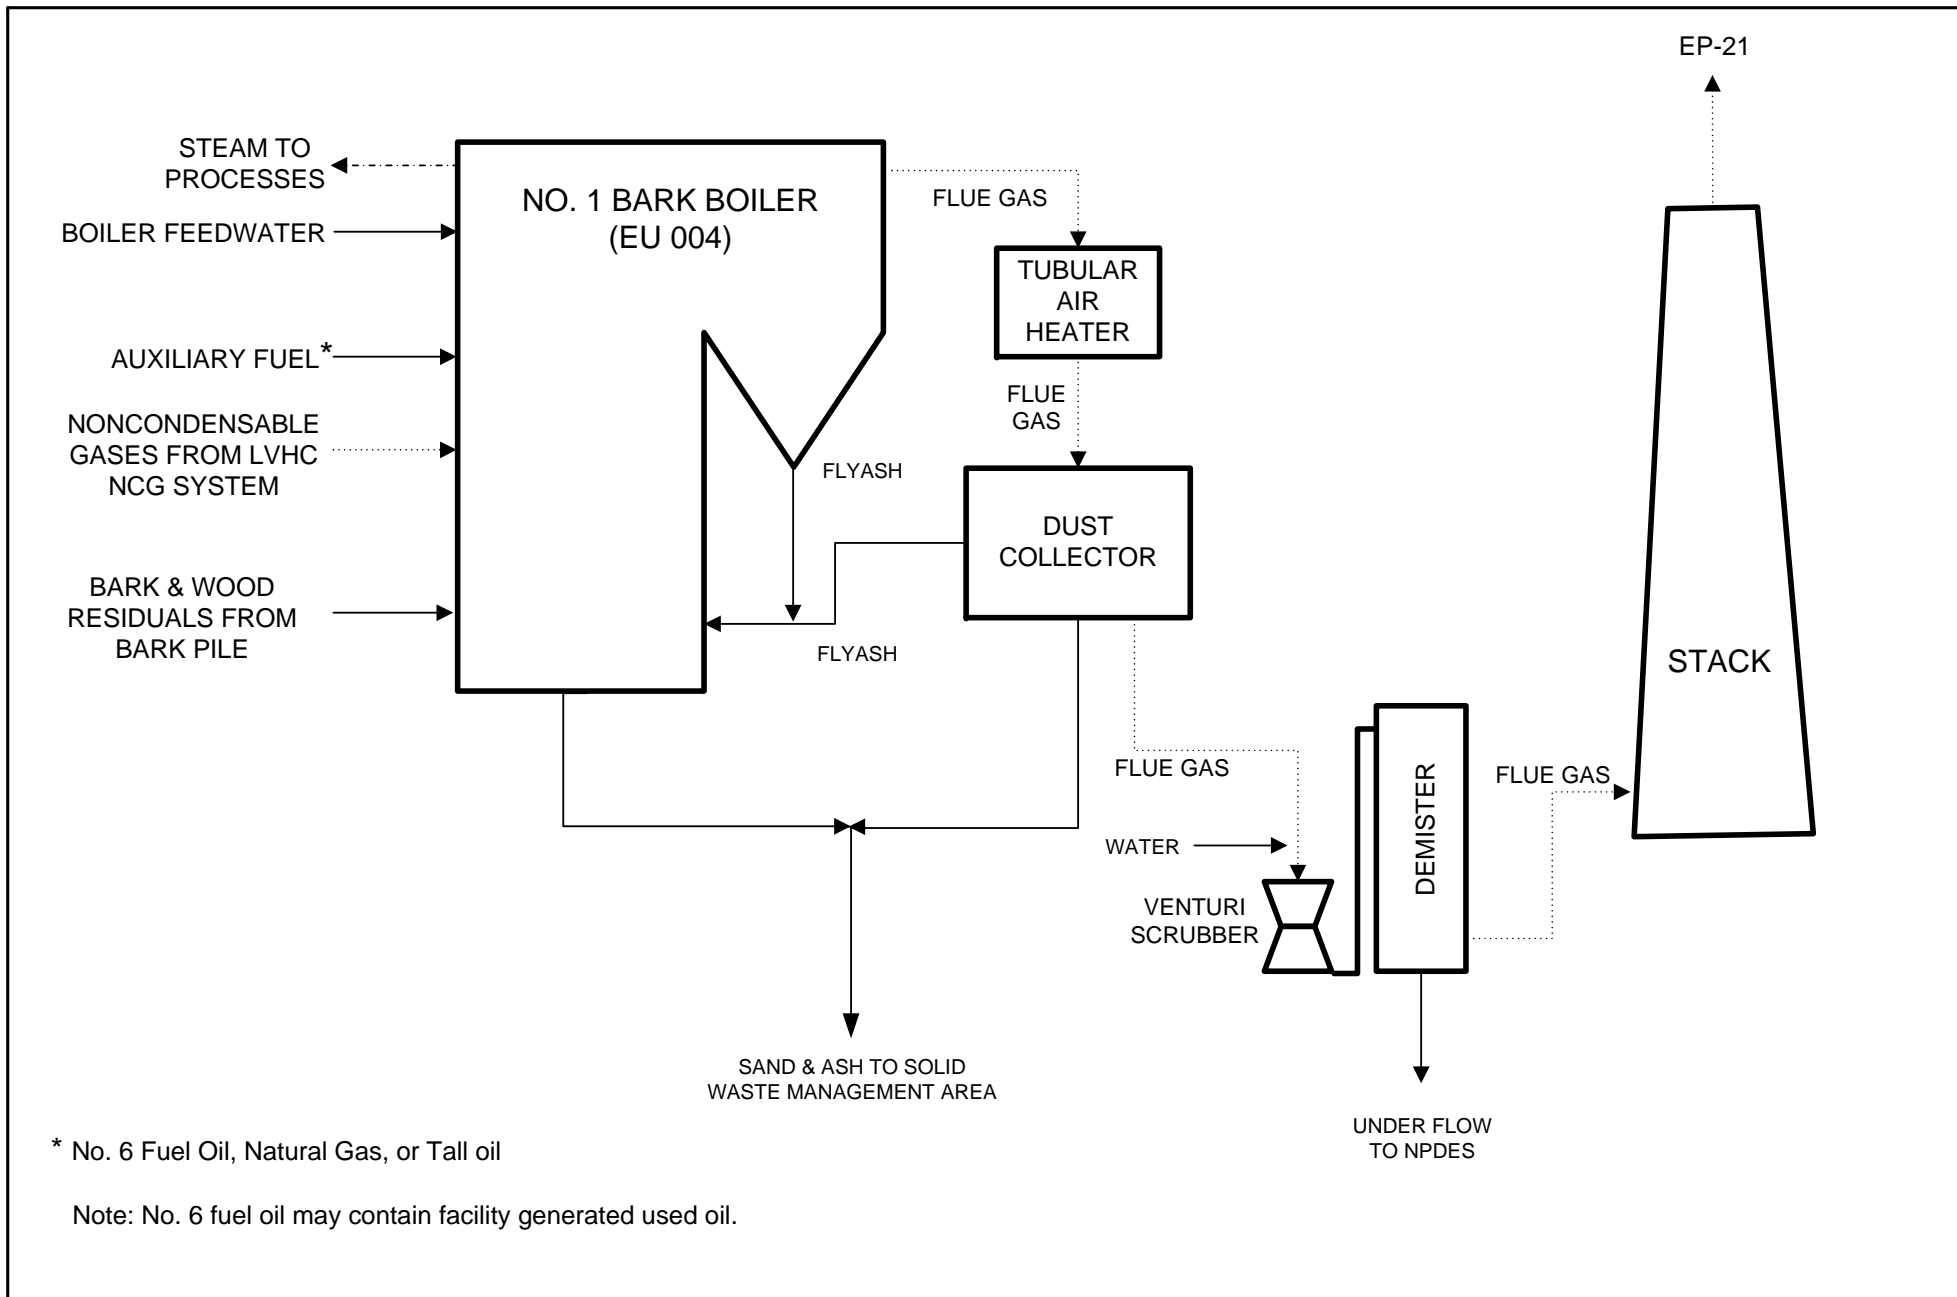 EP-21
STEAM TO
PROCESSES
NO. 1 BARK BOILER
(EU 004)
FLUE GAS
BOILER FEEDWATER
TUBULAR
AIR
HEATER
AUXILIARY FUEL*
FLUE
GAS
NONCONDENSABLE
GASES FROM LVHC
NCG SYSTEM
FLYASH
DUST
COLLECTOR
BARK & WOOD
RESIDUALS FROM
BARK PILE
FLYASH
STACK
FLUE GAS
DEMISTER
FLUE GAS
WATER
VENTURI
SCRUBBER
SAND & ASH TO SOLID
WASTE MANAGEMENT AREA
UNDER FLOW
TO NPDES
* No. 6 Fuel Oil, Natural Gas, or Tall oil
Note: No. 6 fuel oil may contain facility generated used oil.